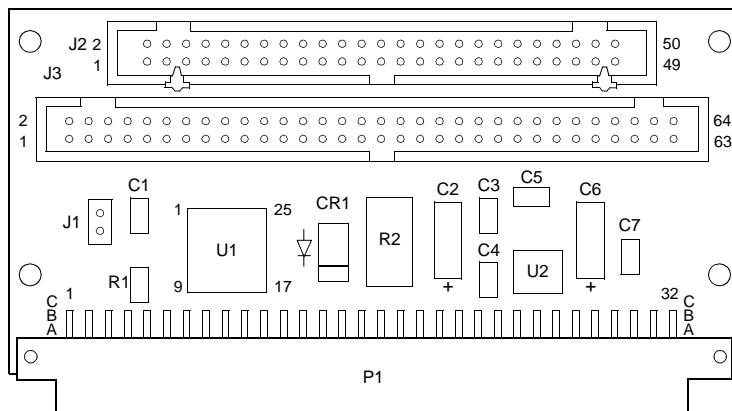 J2 2 50
1 49
J3
2 64
1 63
C1 C2 C3 C5 C6
J1 1 25 CR1 C7
U1 R2
C4 U2
R1 9 17 + +
C 1 32 C
B B
A A
P1